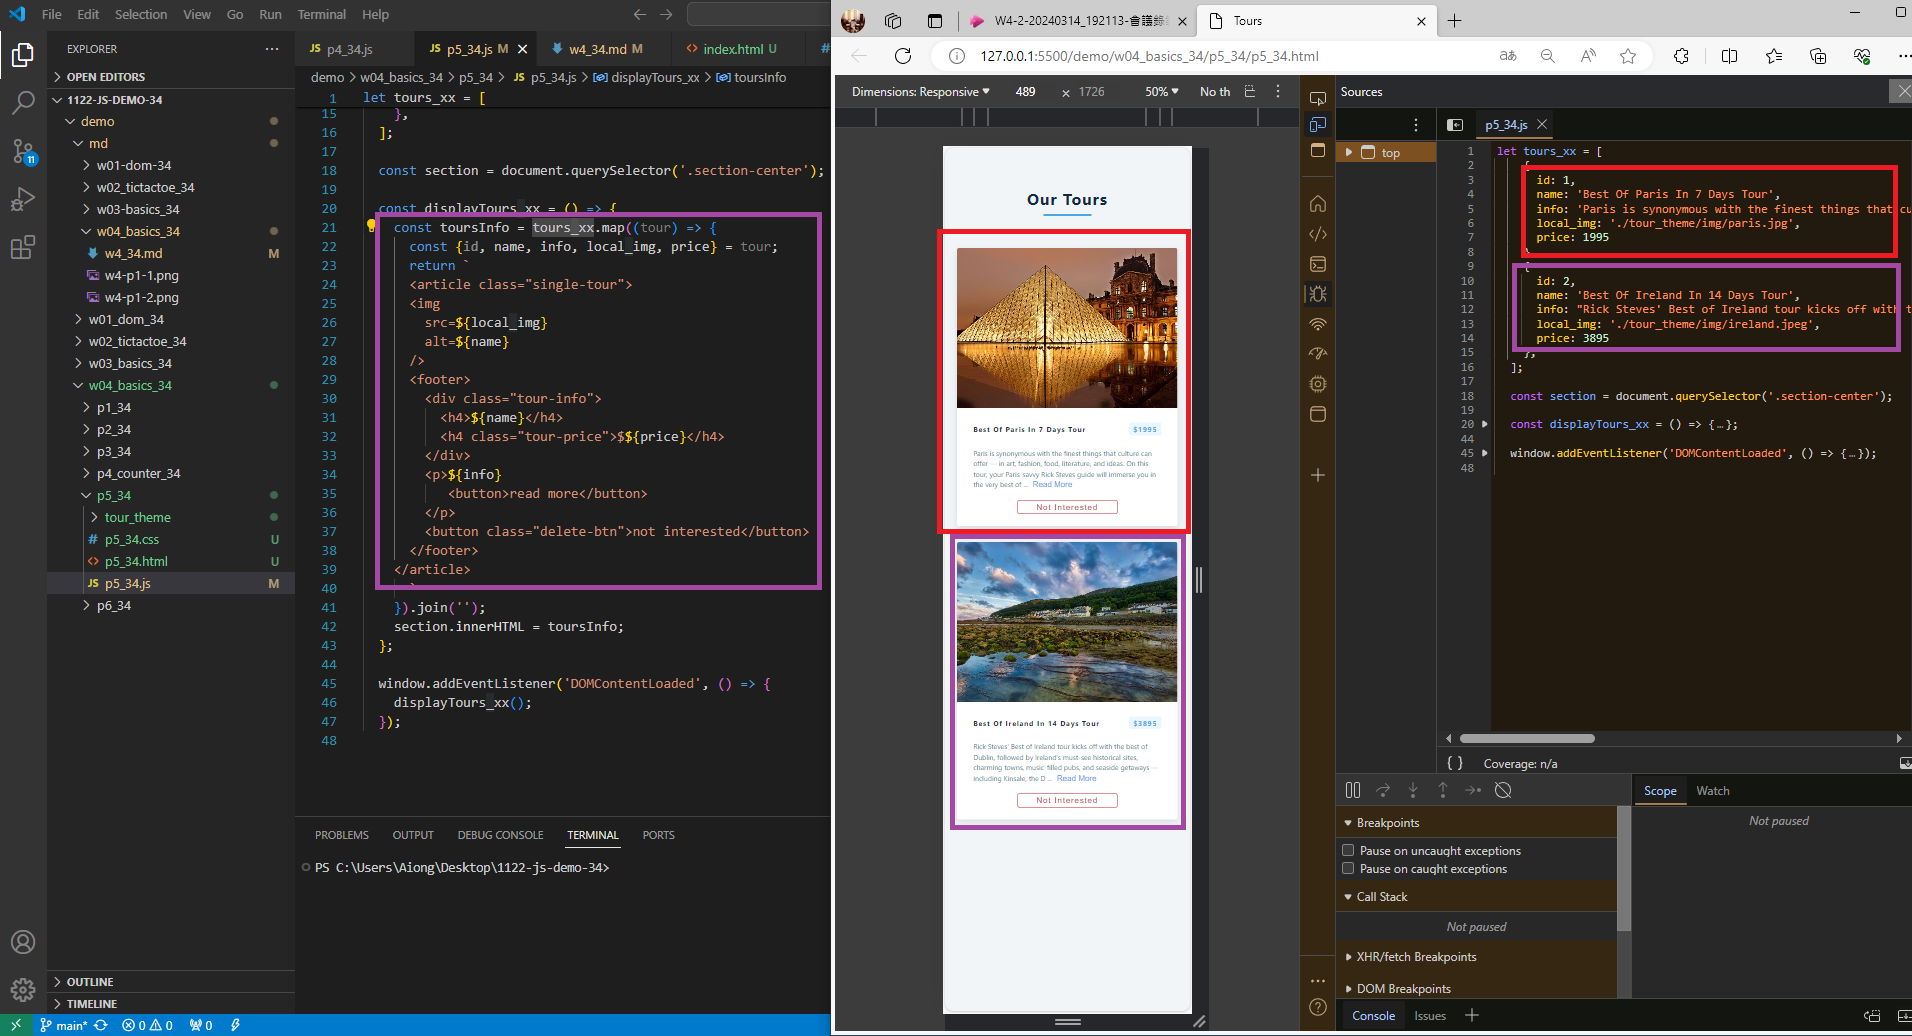 File Edit Selection View Go Run Terminal Help
EXPLORER
OPEN EDITORS
1122-JS-DEMO-34
demo
md
w01-dom-34
w02_tictactoe_34
w03-basics_34
w04_basics_34
w4_34.md M
w4-p1-1.png
w4-p1-2.png
w01_dom_34
w02_tictactoe_34
w03_basics_34
w04_basics_34
p1_34
p2_34
p3_34
p4_counter_34
p5_34
tour_theme
# p5_34.css U
<> p5_34.html U
JS p5_34.js M
p6_34
OUTLINE
TIMELINE
11
main* 0 0 0
JS p4_34.js
JS p5_34.js M
w4_34.md M
<> index.html U
#
demo > w04_basics_34 > p5_34 > JS p5_34.js > displayTours_xx > toursInfo
1 let tours_xx = [
15 },
16 ];
17
18 const section = document.querySelector('.section-center');
19
20 const displayTours_xx = () => {
21 const toursInfo = tours_xx.map((tour) => {
22 const {id, name, info, local_img, price} = tour;
23 return `
24 <article class="single-tour">
25 <img
26 src=${local_img}
27 alt=${name}
28 />
29 <footer>
30 <div class="tour-info">
31 <h4>${name}</h4>
32 <h4 class="tour-price">$${price}</h4>
33 </div>
34 <p>${info}
35 <button>read more</button>
36 </p>
37 <button class="delete-btn">not interested</button>
38 </footer>
39 </article>
40 `
41 }).join('');
42 section.innerHTML = toursInfo;
43 };
44
45 window.addEventListener('DOMContentLoaded', () => {
46 displayTours_xx();
47 });
48
PROBLEMS OUTPUT DEBUG CONSOLE TERMINAL PORTS
PS C:\Users\Aiong\Desktop\1122-js-demo-34>
Tours
127.0.0.1:5500/demo/w04_basics_34/p5_34/p5_34.html
Dimensions: Responsive 489 × 1726 50% No th
Our Tours
Best Of Paris In 7 Days Tour $1995
Paris is synonymous with the finest things that culture can
offer — in art, fashion, food, literature, and ideas. On this
tour, your Paris savvy Rick Steves guide will immerse you in
the very best of ... Read More
Not Interested
Best Of Ireland In 14 Days Tour $3895
Rick Steves' Best of Ireland tour kicks off with the best of
Dublin, followed by Ireland's must-see historical sites,
charming towns, music filled pubs, and seaside getaways —
including Kinsale, the D ... Read More
Not Interested
Sources
top
p5_34.js
1 let tours_xx = [
2 {
3 id: 1,
4 name: 'Best Of Paris In 7 Days Tour',
5 info: 'Paris is synonymous with the finest things that cu
6 local_img: './tour_theme/img/paris.jpg',
7 price: 1995
8
9 {
10 id: 2,
11 name: 'Best Of Ireland In 14 Days Tour',
12 info: "Rick Steves' Best of Ireland tour kicks off with t
13 local_img: './tour_theme/img/ireland.jpeg',
14 price: 3895
15 },
16 ];
17
18 const section = document.querySelector('.section-center');
19
20 const displayTours_xx = () => {…};
44
45 window.addEventListener('DOMContentLoaded', () => {…});
48
{ } Coverage: n/a
Breakpoints
Pause on uncaught exceptions
Pause on caught exceptions
Call Stack
Not paused
XHR/fetch Breakpoints
DOM Breakpoints
Scope Watch
Not paused
Console Issues